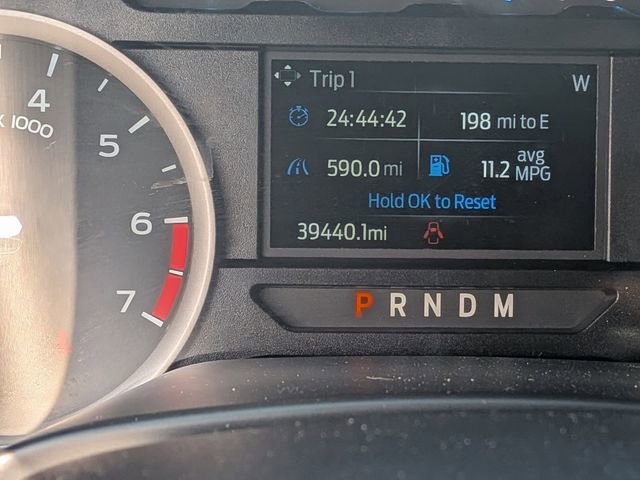 Trip 1
W
24:44:42
198 mi to E
590.0 mi
11.2 avg MPG
Hold OK to Reset
39440.1mi
P R N D M
4
X 1000
5
6
7